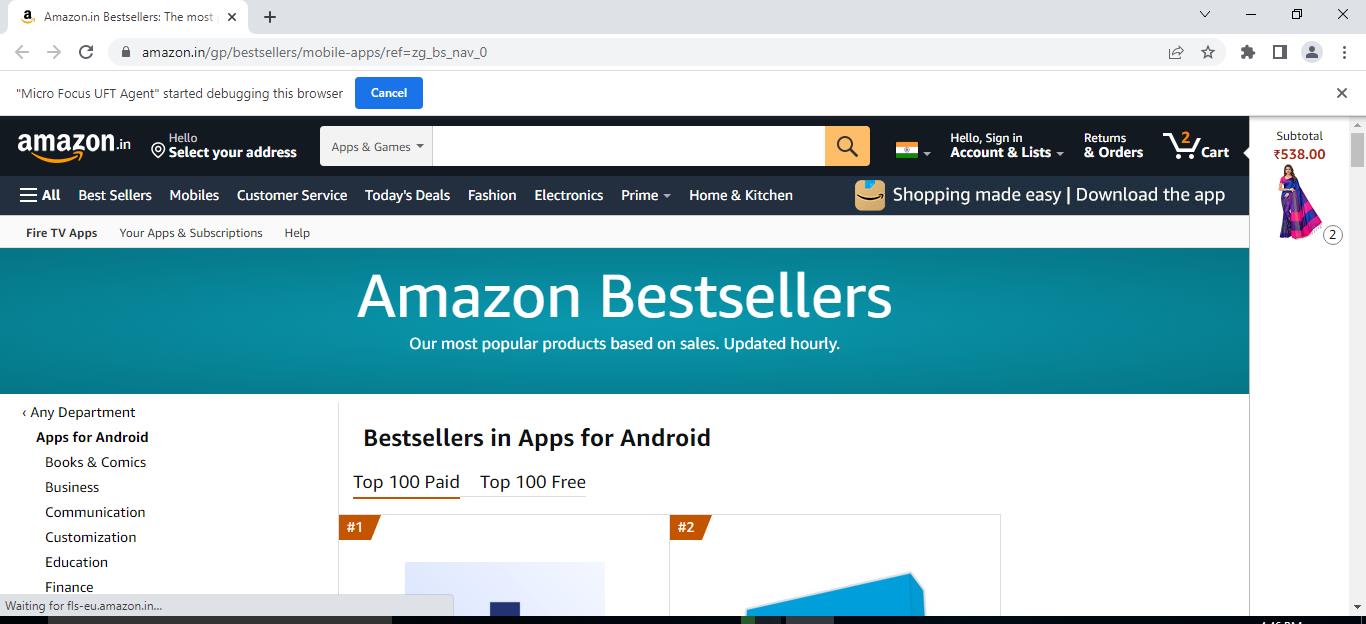 Amazon.in Bestsellers: The most
amazon.in/gp/bestsellers/mobile-apps/ref=zg_bs_nav_0
"Micro Focus UFT Agent" started debugging this browser
Cancel
amazon.in
Hello
Select your address
Apps & Games
Hello, Sign in
Account & Lists
Returns
& Orders
2
Cart
Subtotal
₹538.00
2
All
Best Sellers
Mobiles
Customer Service
Today's Deals
Fashion
Electronics
Prime
Home & Kitchen
Shopping made easy | Download the app
Fire TV Apps
Your Apps & Subscriptions
Help
Amazon Bestsellers
Our most popular products based on sales. Updated hourly.
‹ Any Department
Apps for Android
Books & Comics
Business
Communication
Customization
Education
Finance
Bestsellers in Apps for Android
Top 100 Paid
Top 100 Free
#1
#2
Waiting for fls-eu.amazon.in...